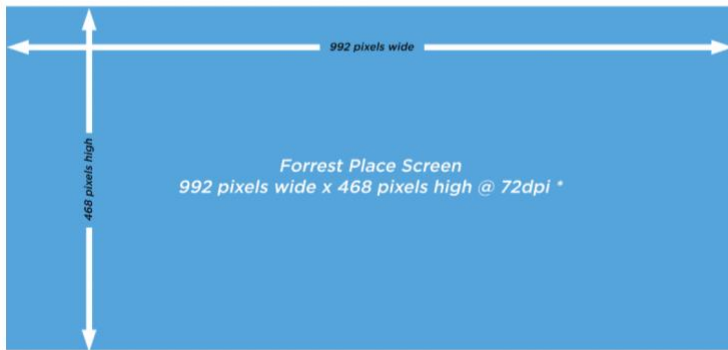 992 pixels wide
468 pixels high
Forrest Place Screen
992 pixels wide x 468 pixels high @ 72dpi *